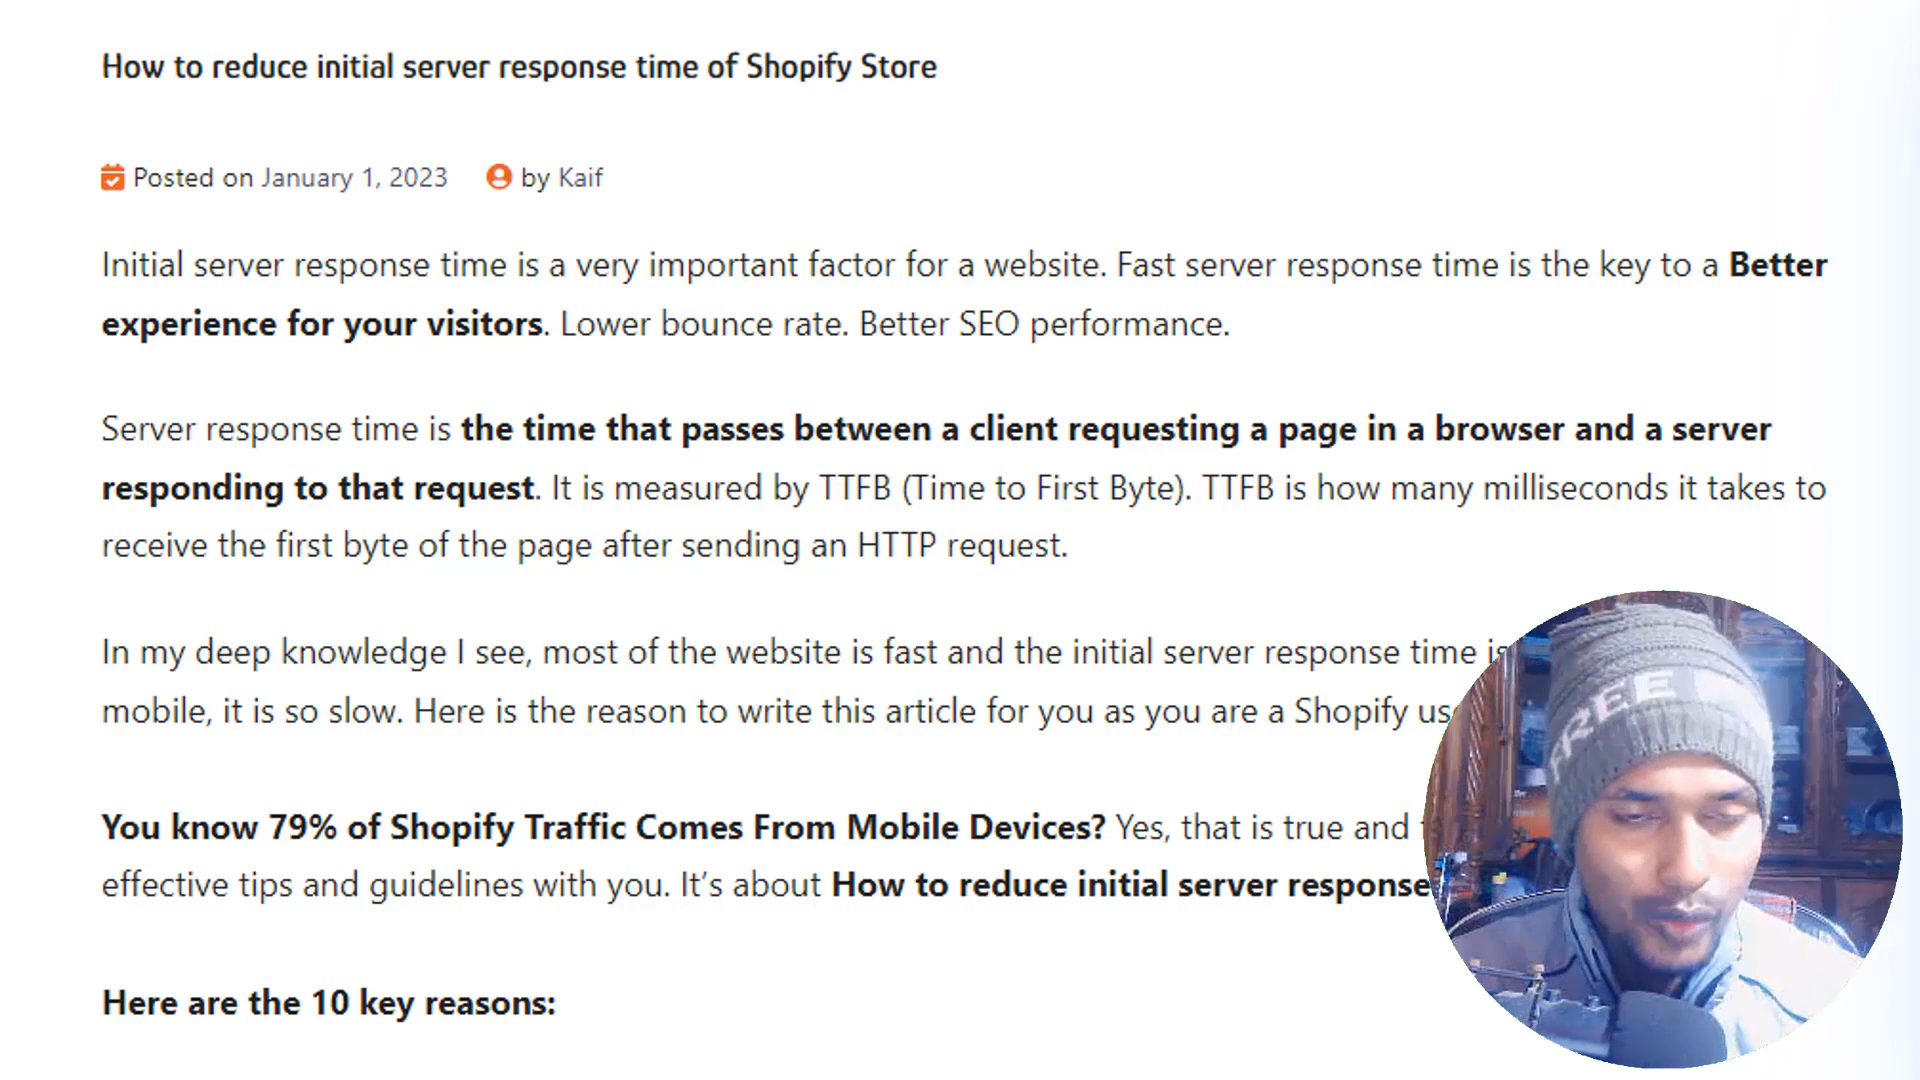 How to reduce initial server response time of Shopify Store
Posted on January 1, 2023 by Kaif
Initial server response time is a very important factor for a website. Fast server response time is the key to a Better
experience for your visitors. Lower bounce rate. Better SEO performance.
Server response time is the time that passes between a client requesting a page in a browser and a server
responding to that request. It is measured by TTFB (Time to First Byte). TTFB is how many milliseconds it takes to
receive the first byte of the page after sending an HTTP request.
In my deep knowledge I see, most of the website is fast and the initial server response time is
mobile, it is so slow. Here is the reason to write this article for you as you are a Shopify
You know 79% of Shopify Traffic Comes From Mobile Devices? Yes, that is true and
effective tips and guidelines with you. It’s about How to reduce initial server response
Here are the 10 key reasons:
FREE